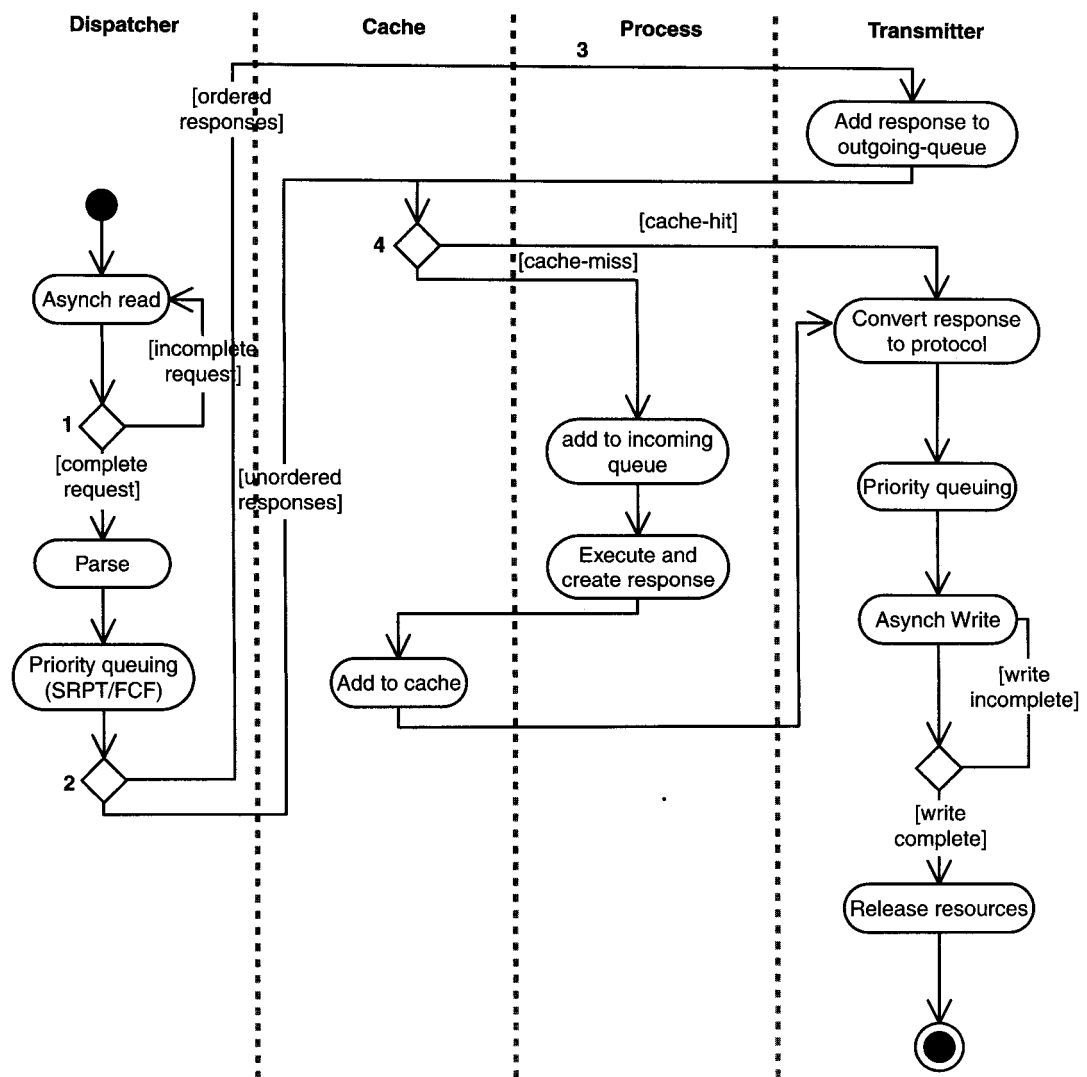 Dispatcher
Cache
Process
Transmitter
3
[ordered
responses]
Add response to
outgoing-queue
4
[cache-hit]
[cache-miss]
Asynch read
[incomplete
request]
Convert response
to protocol
1
[complete
request]
[unordered
responses]
add to incoming
queue
Priority queuing
Parse
Execute and
create response
Asynch Write
Priority queuing
(SRPT/FCF)
Add to cache
[write
incomplete]
2
[write
complete]
Release resources